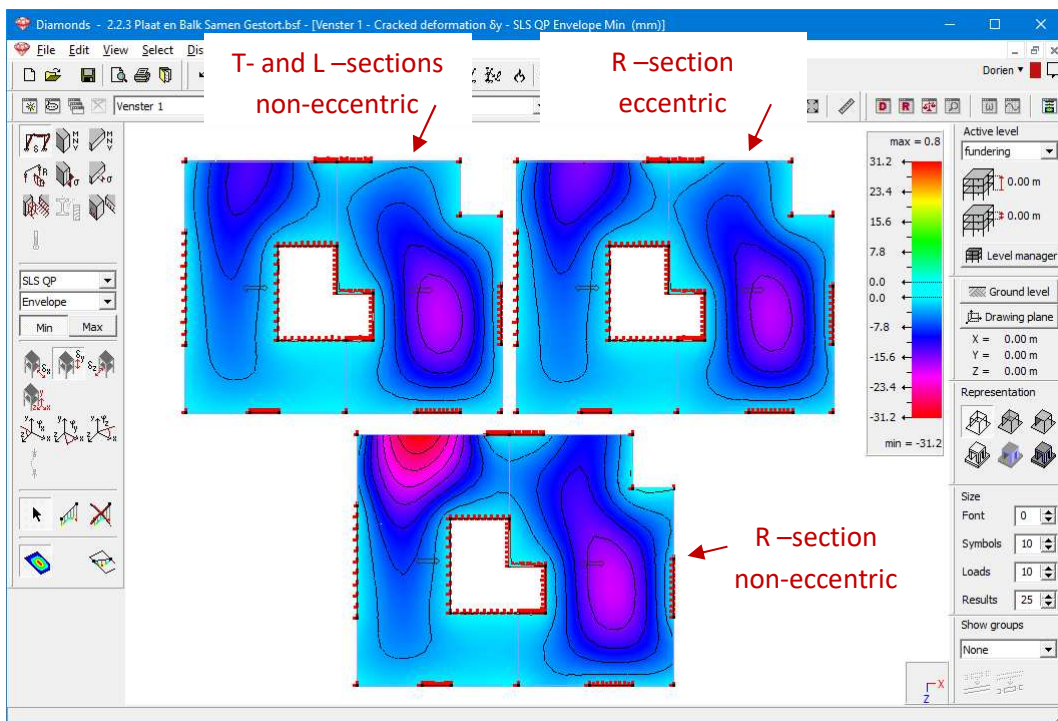 Diamonds - 2.2.3 Plaat en Balk Samen Gestort.bsf - [Venster 1 - Cracked deformation δy - SLS QP Envelope Min (mm)]
File Edit View Select Dis
Dorien
Venster 1
T- and L –sections
non-eccentric
R –section
eccentric
R –section
non-eccentric
SLS QP
Envelope
Min Max
max = 0.8
31.2
23.4
15.6
7.8
0.0
0.0
-7.8
-15.6
-23.4
-31.2
min = -31.2
Active level
fundering
0.00 m
0.00 m
Level manager
Ground level
Drawing plane
X = 0.00 m
Y = 0.00 m
Z = 0.00 m
Representation
Size
Font 0
Symbols 10
Loads 10
Results 25
Show groups
None
X
Z